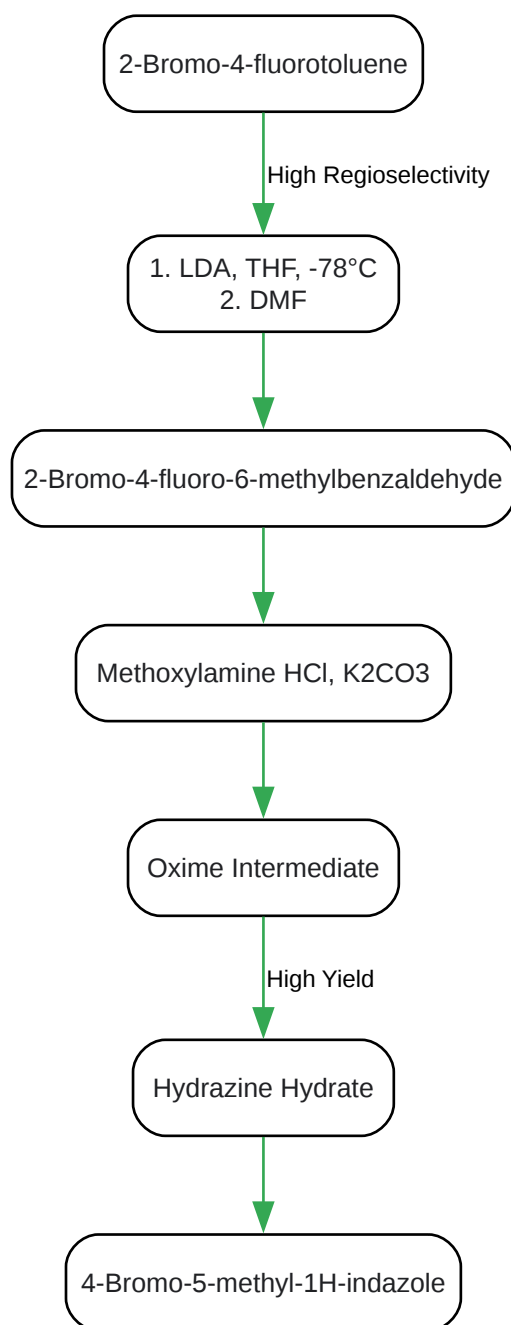 2-Bromo-4-fluorotoluene
High Regioselectivity
1. LDA, THF, -78°C
2. DMF
2-Bromo-4-fluoro-6-methylbenzaldehyde
Methoxylamine HCl, K2CO3
Oxime Intermediate
High Yield
Hydrazine Hydrate
4-Bromo-5-methyl-1H-indazole